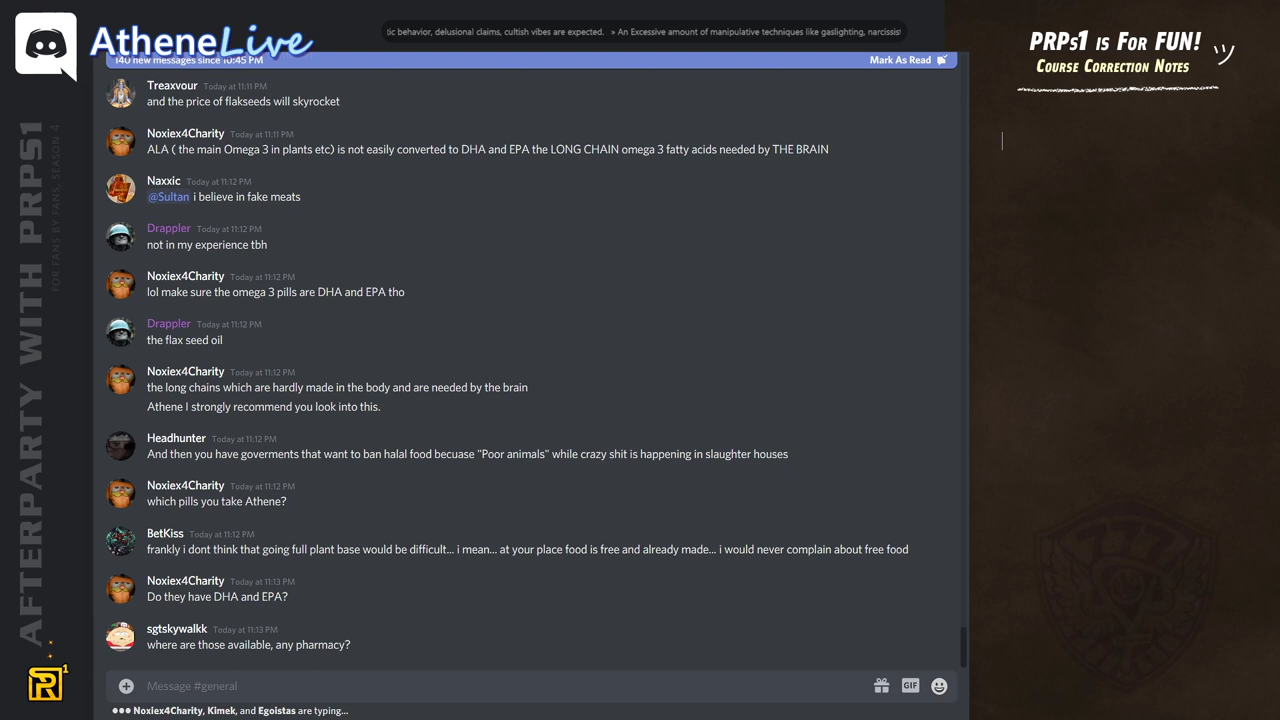 AtheneLive
tic behavior, delusional claims, cultish vibes are expected. » An Excessive amount of manipulative techniques like gaslighting, narcissist
PRPs1 is For FUN! ツ
Course Correction Notes
140 new messages since 10:45 PM
Mark As Read
Treaxvour Today at 11:11 PM
and the price of flakseeds will skyrocket
Noxiex4Charity Today at 11:11 PM
ALA ( the main Omega 3 in plants etc) is not easily converted to DHA and EPA the LONG CHAIN omega 3 fatty acids needed by THE BRAIN
Naxxic Today at 11:12 PM
@Sultan i believe in fake meats
Drappler Today at 11:12 PM
not in my experience tbh
Noxiex4Charity Today at 11:12 PM
lol make sure the omega 3 pills are DHA and EPA tho
Drappler Today at 11:12 PM
the flax seed oil
Noxiex4Charity Today at 11:12 PM
the long chains which are hardly made in the body and are needed by the brain
Athene I strongly recommend you look into this.
Headhunter Today at 11:12 PM
And then you have goverments that want to ban halal food becuase "Poor animals" while crazy shit is happening in slaughter houses
Noxiex4Charity Today at 11:12 PM
which pills you take Athene?
BetKiss Today at 11:12 PM
frankly i dont think that going full plant base would be difficult... i mean... at your place food is free and already made... i would never complain about free food
Noxiex4Charity Today at 11:13 PM
Do they have DHA and EPA?
sgtskywalkk Today at 11:13 PM
where are those available, any pharmacy?
Message #general
GIF
Noxiex4Charity, Kimek, and Egoistas are typing...
AFTERPARTY WITH PRPS1
FOR FANS BY FANS, SEASON 4
R1